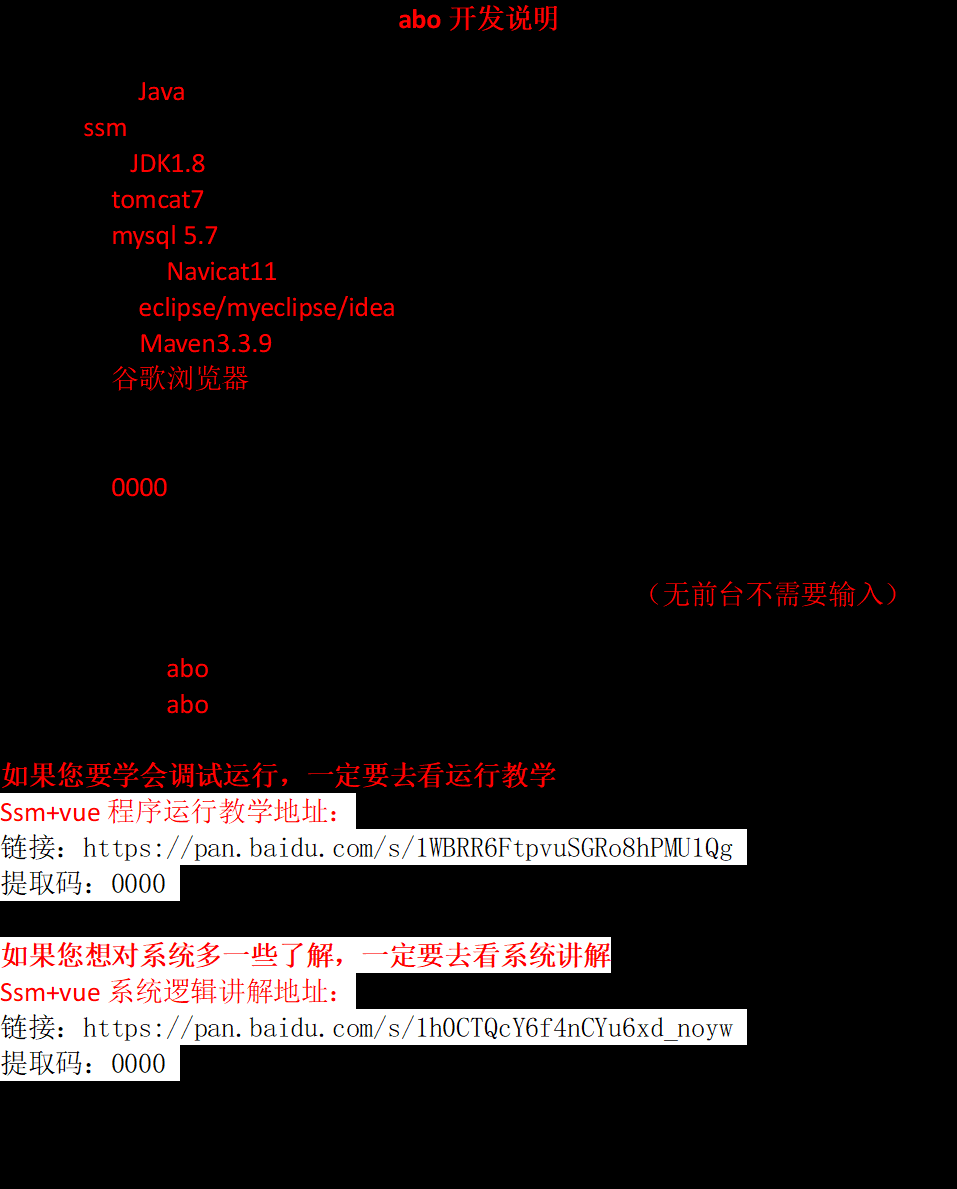 abo 开发说明
Java
ssm
JDK1.8
tomcat7
mysql 5.7
Navicat11
eclipse/myeclipse/idea
Maven3.3.9
谷歌浏览器
0000
（无前台不需要输入）
abo
abo
如果您要学会调试运行，一定要去看运行教学
Ssm+vue 程序运行教学地址：
链接：https://pan.baidu.com/s/1WBRR6FtpvuSGRo8hPMU1Qg
提取码：0000
如果您想对系统多一些了解，一定要去看系统讲解
Ssm+vue 系统逻辑讲解地址：
链接：https://pan.baidu.com/s/1hOCTQcY6f4nCYu6xd_noyw
提取码：0000